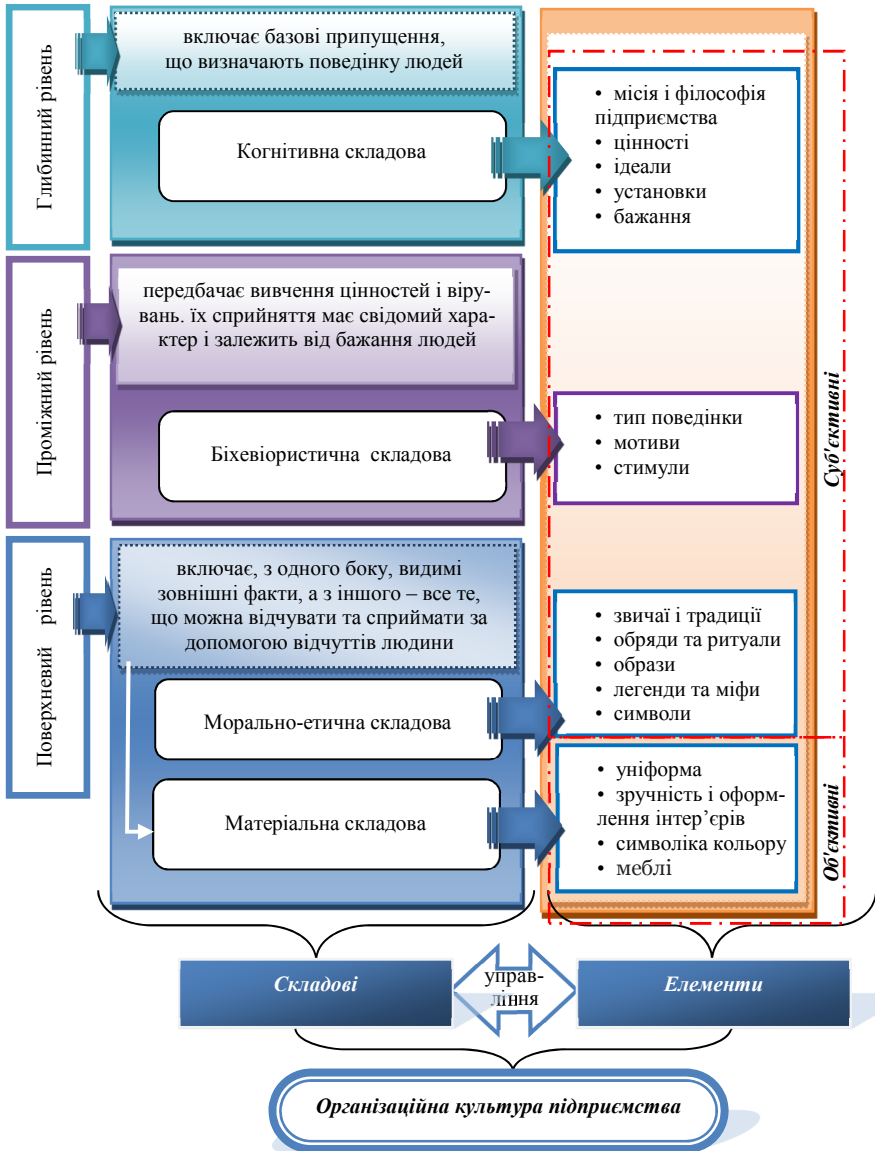 Глибинний рівень
включає базові припущення,
що визначають поведінку людей
Когнітивна складова
• місія і філософія
підприємства
• цінності
• ідеали
• установки
• бажання
Проміжний рівень
передбачає вивчення цінностей і віру-
вань. їх сприйняття має свідомий хара-
ктер і залежить від бажання людей
Біхевіористична складова
• тип поведінки
• мотиви
• стимули
Суб'єктивні
Поверхневий рівень
включає, з одного боку, видимі
зовнішні факти, а з іншого – все те,
що можна відчувати та сприймати за
допомогою відчуттів людини
Морально-етична складова
• звичаї і традиції
• обряди та ритуали
• образи
• легенди та міфи
• символи
Матеріальна складова
• уніформа
• зручність і оформ-
лення інтер’єрів
• символіка кольору
• меблі
Об'єктивні
Складові
управ-
ління
Елементи
Організаційна культура підприємства